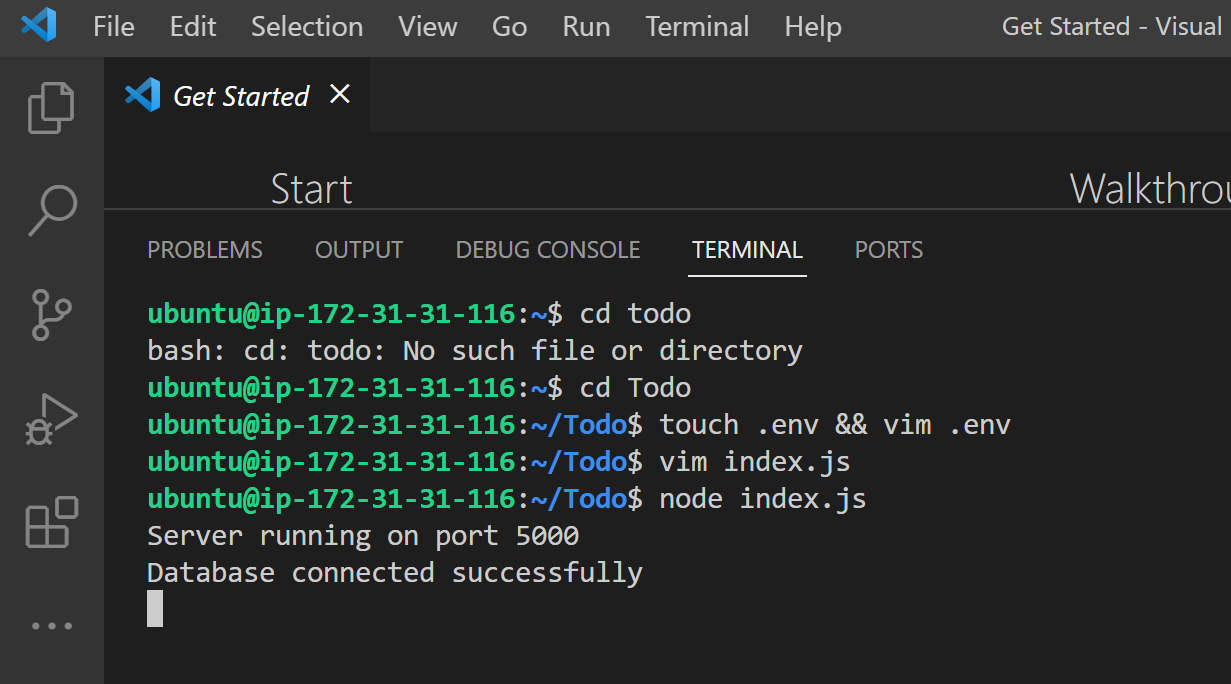 File Edit Selection View Go Run Terminal Help Get Started - Visual
Get Started
Start Walkthrou
PROBLEMS OUTPUT DEBUG CONSOLE TERMINAL PORTS
ubuntu@ip-172-31-31-116:~$ cd todo
bash: cd: todo: No such file or directory
ubuntu@ip-172-31-31-116:~$ cd Todo
ubuntu@ip-172-31-31-116:~/Todo$ touch .env && vim .env
ubuntu@ip-172-31-31-116:~/Todo$ vim index.js
ubuntu@ip-172-31-31-116:~/Todo$ node index.js
Server running on port 5000
Database connected successfully